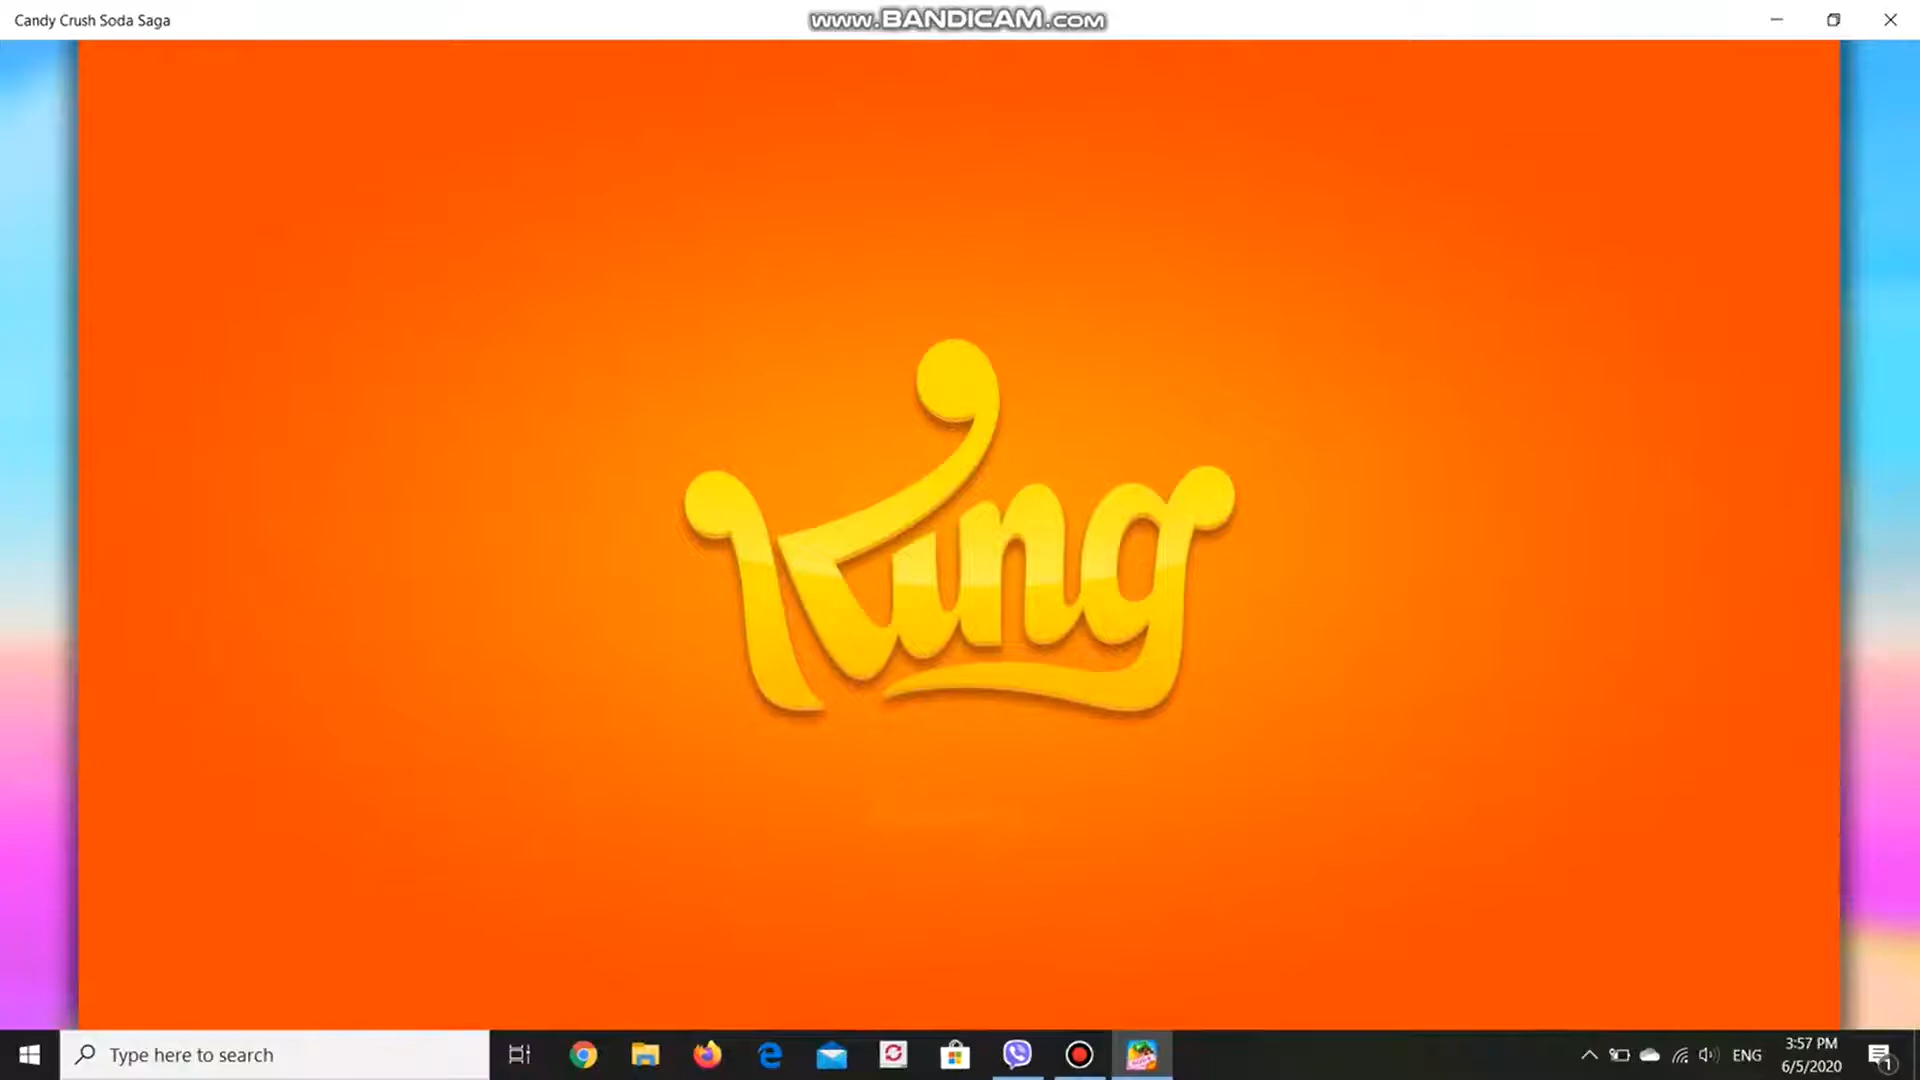 Candy Crush Soda Saga
www.BANDICAM.com
King
Type here to search
ENG
3:57 PM
6/5/2020
1